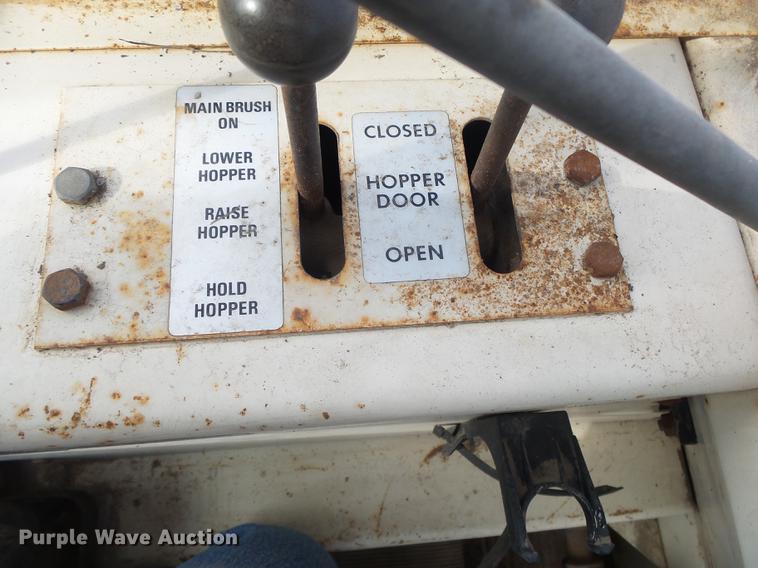 MAIN BRUSH
ON
LOWER
HOPPER
RAISE
HOPPER
HOLD
HOPPER
CLOSED
HOPPER
DOOR
OPEN
Purple Wave Auction